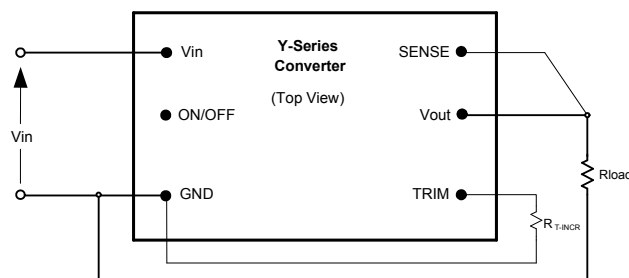 Y-Series
Converter
(Top View)
Vin
SENSE
ON/OFF
Vout
Vin
Rload
GND
TRIM
R T-INCR